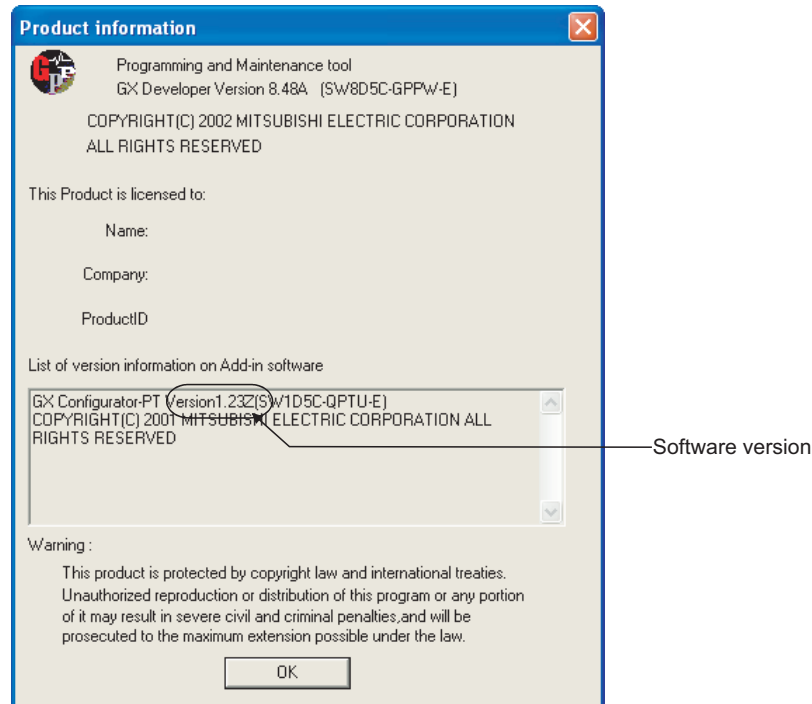 Product information
Programming and Maintenance tool
GX Developer Version 8.48A (SW8D5C-GPPW-E)
COPYRIGHT(C) 2002 MITSUBISHI ELECTRIC CORPORATION
ALL RIGHTS RESERVED
This Product is licensed to:
Name:
Company:
ProductID
List of version information on Add-in software
GX Configurator-PT Version1.23Z(SW1D5C-QPTU-E)
COPYRIGHT(C) 2001 MITSUBISHI ELECTRIC CORPORATION ALL
RIGHTS RESERVED
Software version
Warning :
This product is protected by copyright law and international treaties.
Unauthorized reproduction or distribution of this program or any portion
of it may result in severe civil and criminal penalties,and will be
prosecuted to the maximum extension possible under the law.
OK